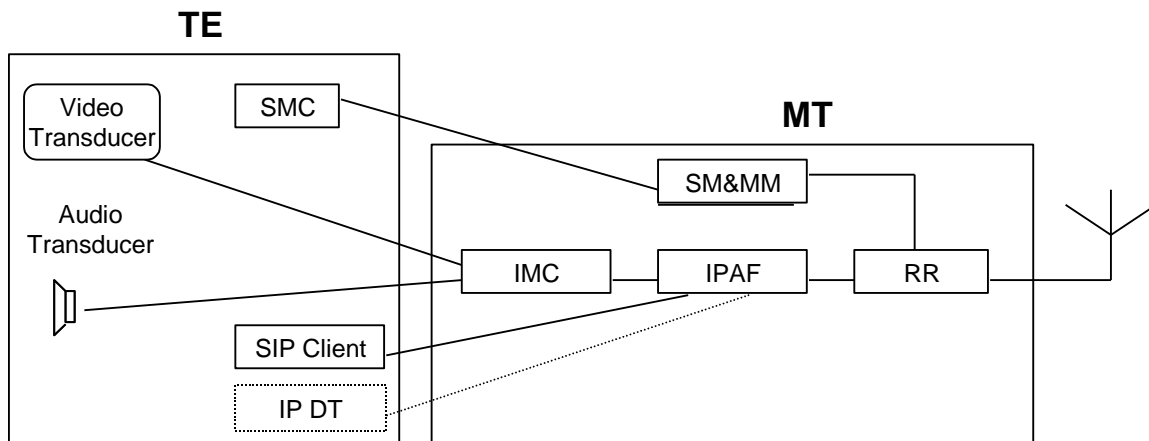 TE
Video
Transducer
SMC
MT
SM&MM
Audio
Transducer
IMC
IPAF
RR
SIP Client
IP DT